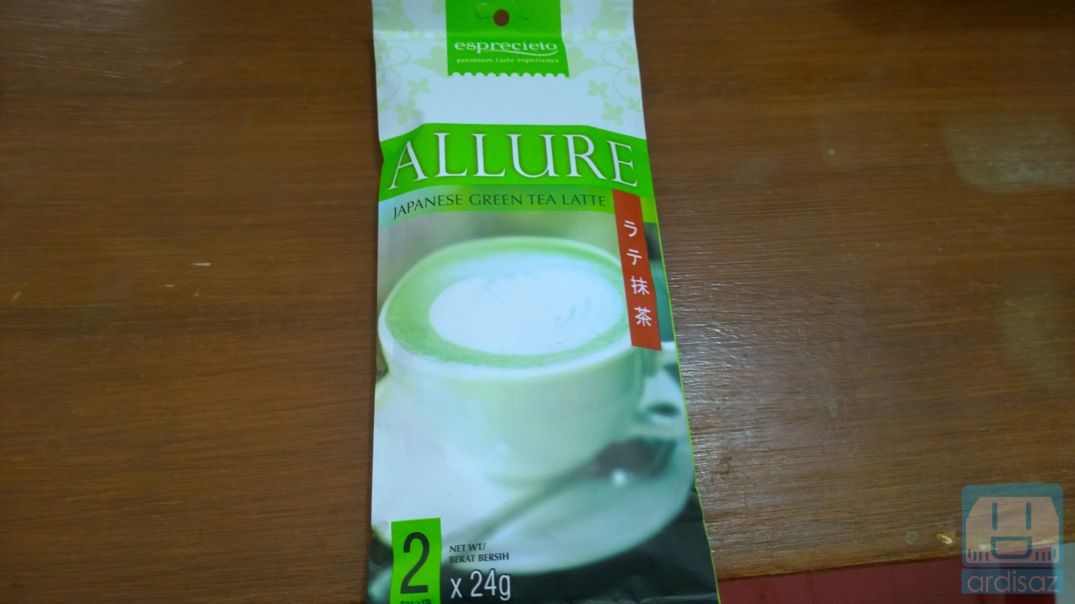 esprecielo
premium taste experience
ALLURE
JAPANESE GREEN TEA LATTE
ラテ抹茶
2
NET WT/
BERAT BERSIH
x 24g
ardisaz